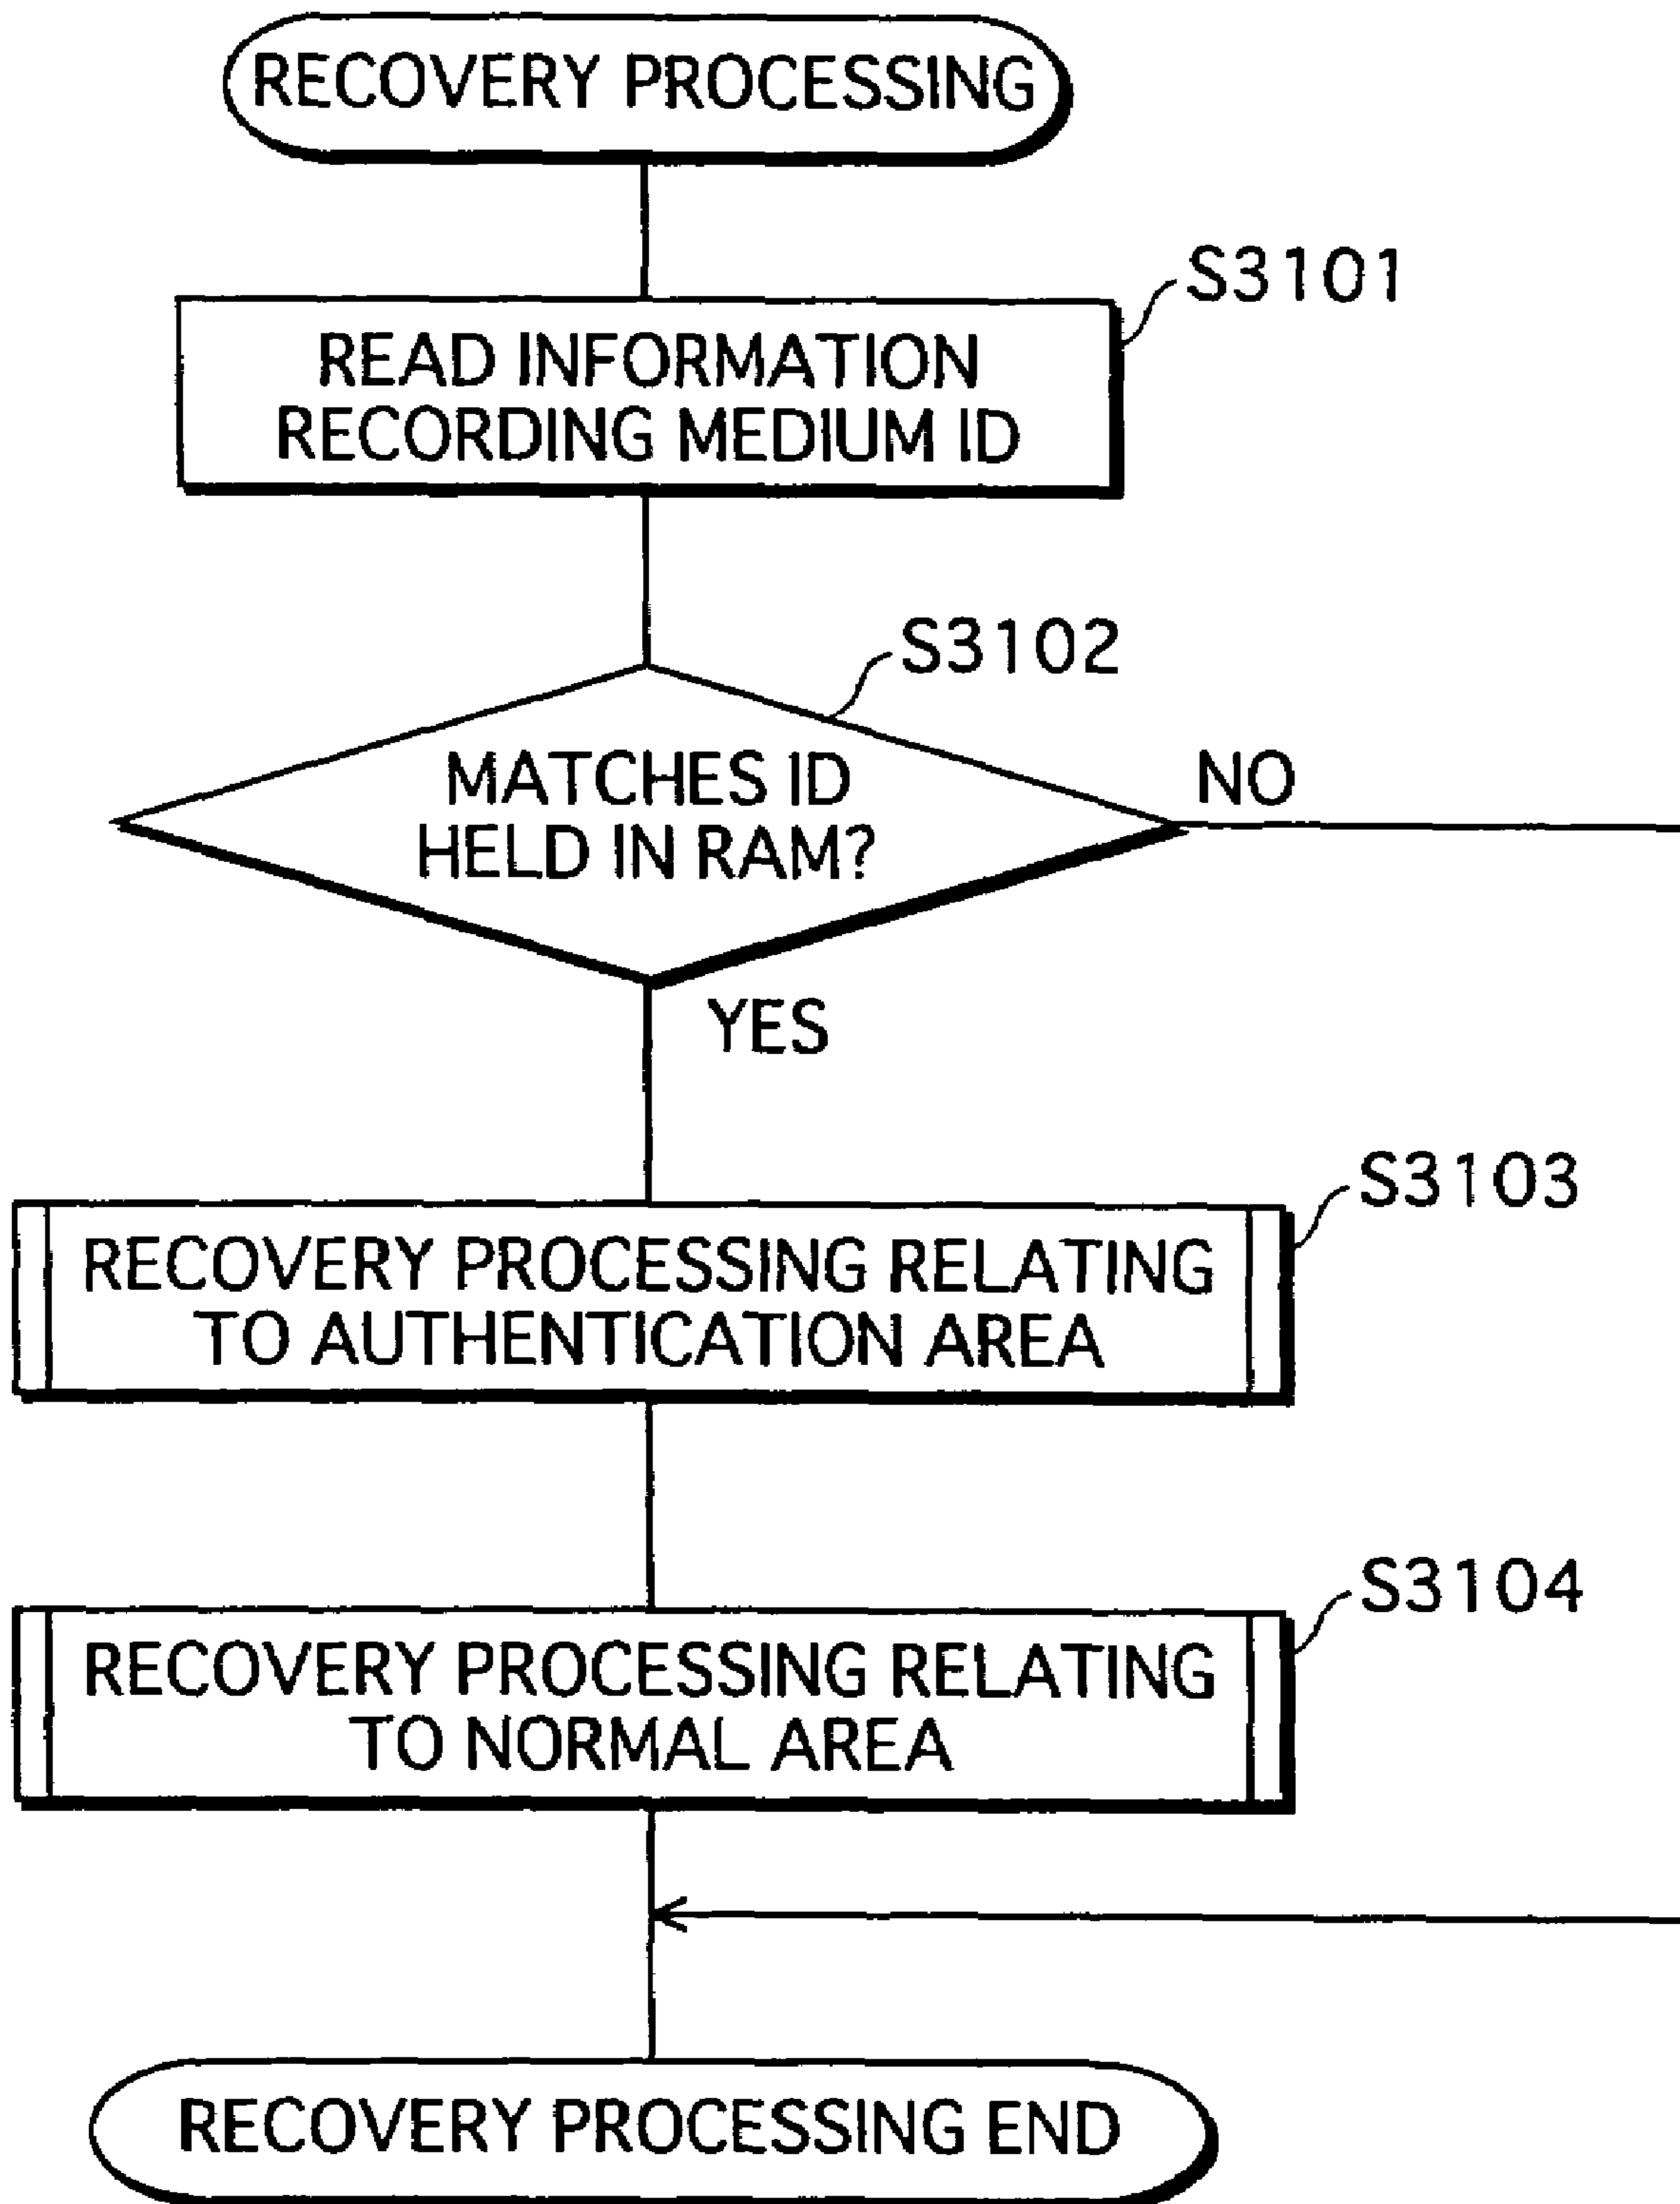 RECOVERY PROCESSING
S3101
READ INFORMATION
RECORDING MEDIUM ID
S3102
MATCHES ID
HELD IN RAM?
NO
YES
S3103
RECOVERY PROCESSING RELATING
TO AUTHENTICATION AREA
S3104
RECOVERY PROCESSING RELATING
TO NORMAL AREA
RECOVERY PROCESSING END